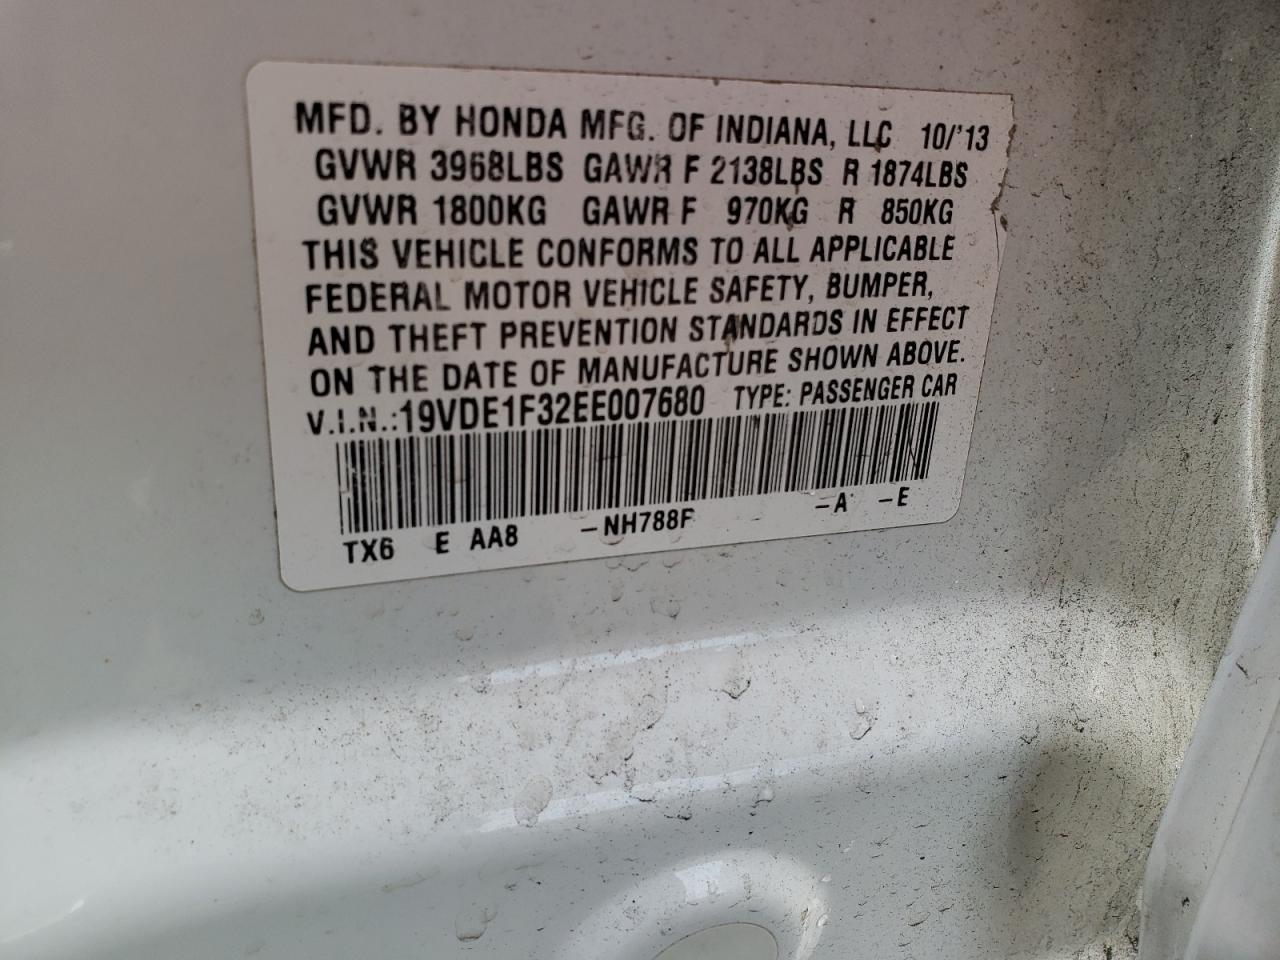 MFD. BY HONDA MFG. OF INDIANA, LLC 10/'13
GVWR 3968LBS GAWR F 2138LBS R 1874LBS
GVWR 1800KG GAWR F 970KG R 850KG
THIS VEHICLE CONFORMS TO ALL APPLICABLE
FEDERAL MOTOR VEHICLE SAFETY, BUMPER,
AND THEFT PREVENTION STANDARDS IN EFFECT
ON THE DATE OF MANUFACTURE SHOWN ABOVE.
V.I.N.:19VDE1F32EE007680 TYPE: PASSENGER CAR
TX6 E AA8 -NH788F -A -E